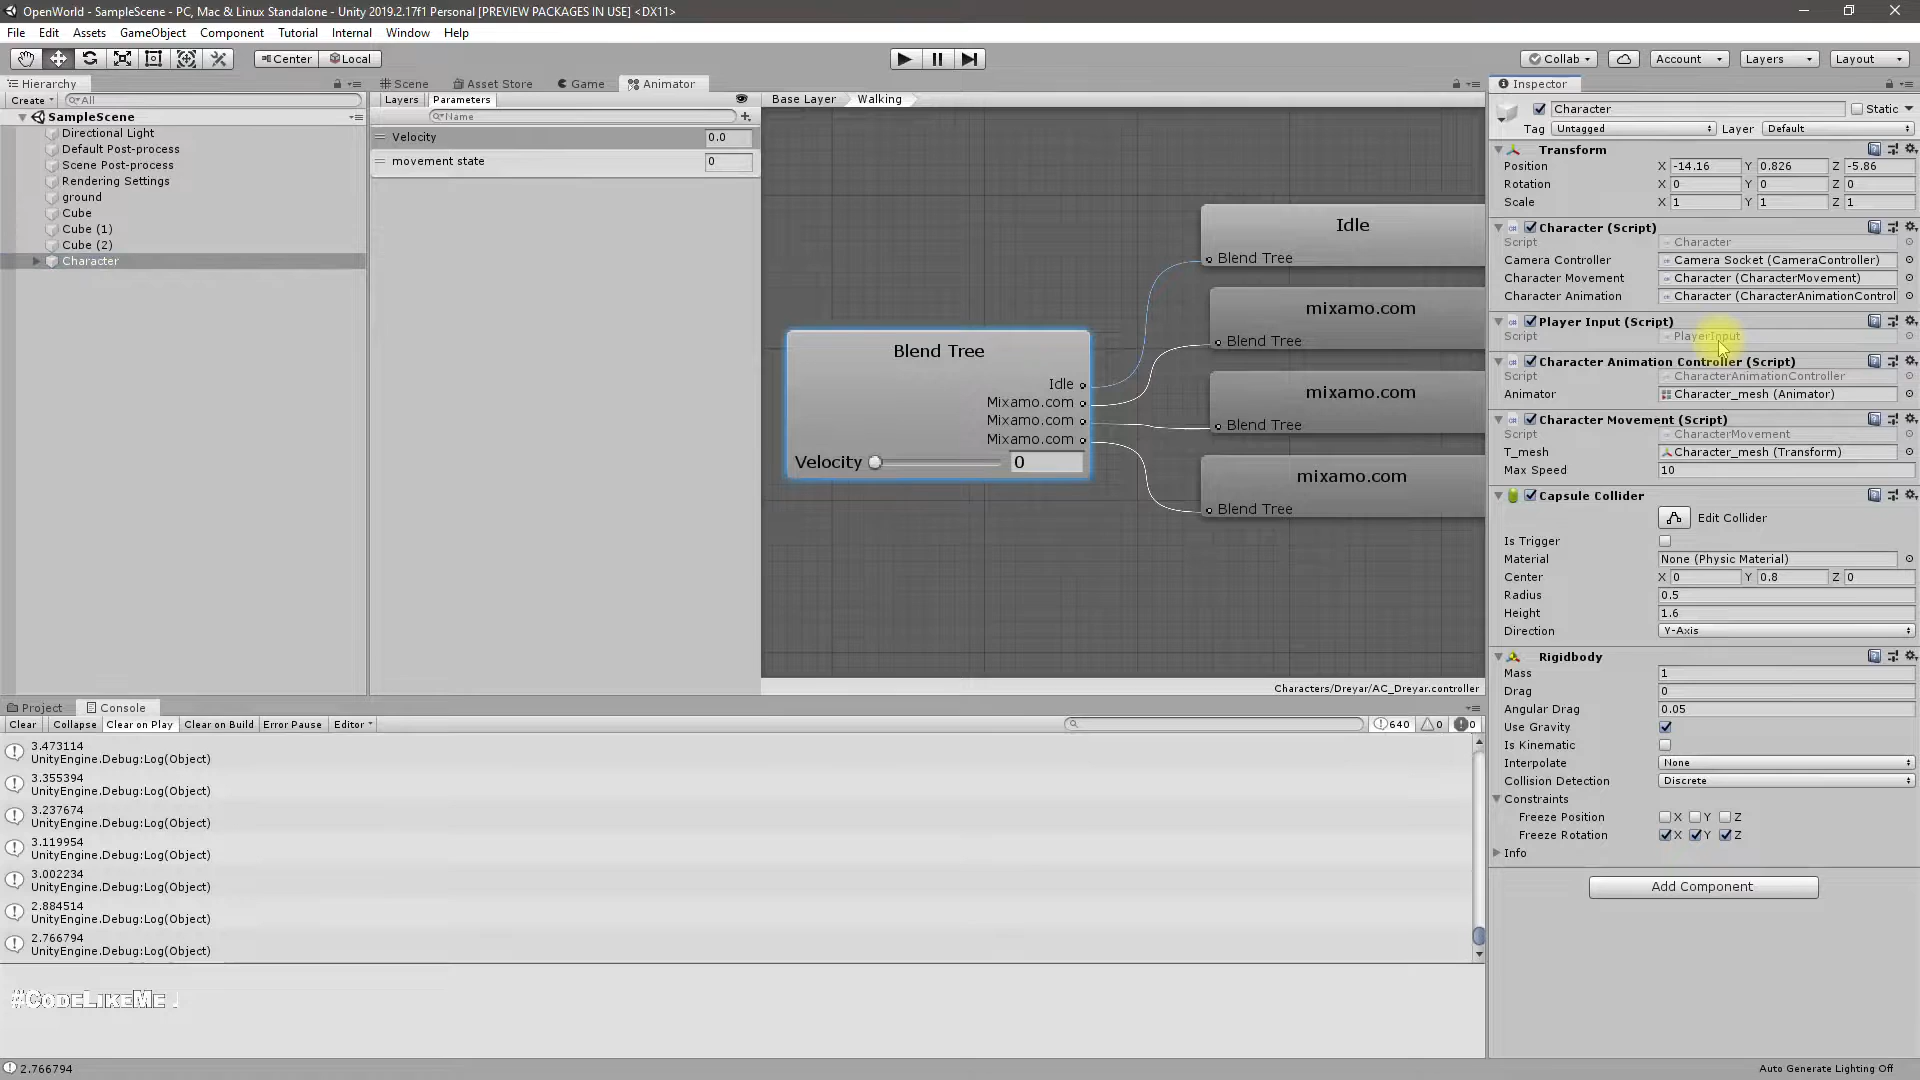 OpenWorld - SampleScene - PC, Mac & Linux Standalone - Unity 2019.2.17f1 Personal [PREVIEW PACKAGES IN USE] <DX11>
File Edit Assets GameObject Component Tutorial Internal Window Help
Center Local Collab Account Layers Layout
Hierarchy
Create All
SampleScene
Directional Light
Default Post-process
Scene Post-process
Rendering Settings
ground
Cube
Cube (1)
Cube (2)
Character
Scene Asset Store Game Animator
Layers Parameters
Name
Velocity 0.0
movement state 0
Base Layer Walking
Blend Tree
Idle
Mixamo.com
Mixamo.com
Mixamo.com
Velocity 0
Idle
Blend Tree
mixamo.com
Blend Tree
mixamo.com
Blend Tree
mixamo.com
Blend Tree
Characters/Dreyar/AC_Dreyar.controller
Inspector
Character Static
Tag Untagged Layer Default
Transform
Position X -14.16 Y 0.826 Z -5.86
Rotation X 0 Y 0 Z 0
Scale X 1 Y 1 Z 1
Character (Script)
Script Character
Camera Controller Camera Socket (CameraController)
Character Movement Character (CharacterMovement)
Character Animation Character (CharacterAnimationControl
Player Input (Script)
Script PlayerInput
Character Animation Controller (Script)
Script CharacterAnimationController
Animator Character_mesh (Animator)
Character Movement (Script)
Script CharacterMovement
T_mesh Character_mesh (Transform)
Max Speed 10
Capsule Collider
Edit Collider
Is Trigger
Material None (Physic Material)
Center X 0 Y 0.8 Z 0
Radius 0.5
Height 1.6
Direction Y-Axis
Rigidbody
Mass 1
Drag 0
Angular Drag 0.05
Use Gravity
Is Kinematic
Interpolate None
Collision Detection Discrete
Constraints
Freeze Position X Y Z
Freeze Rotation X Y Z
Info
Add Component
Project Console
Clear Collapse Clear on Play Clear on Build Error Pause Editor 640 0 0
3.473114
UnityEngine.Debug:Log(Object)
3.355394
UnityEngine.Debug:Log(Object)
3.237674
UnityEngine.Debug:Log(Object)
3.119954
UnityEngine.Debug:Log(Object)
3.002234
UnityEngine.Debug:Log(Object)
2.884514
UnityEngine.Debug:Log(Object)
2.766794
UnityEngine.Debug:Log(Object)
#CodeLikeMe
2.766794
Auto Generate Lighting Off